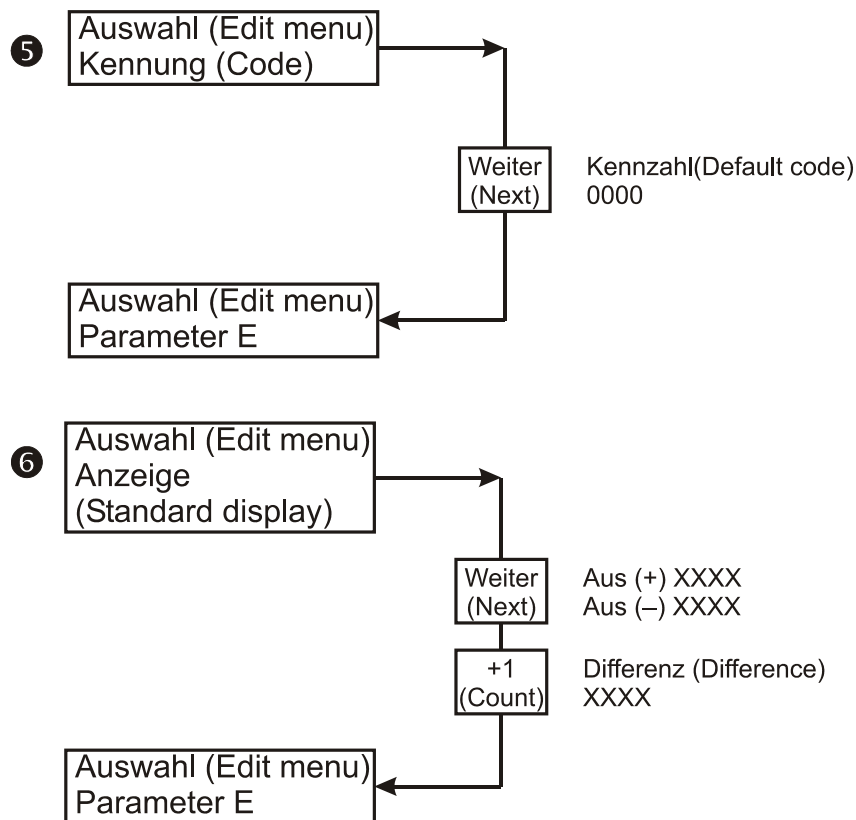 ❺
Auswahl (Edit menu)
Kennung (Code)
Weiter
(Next)
Kennzahl(Default code)
0000
Auswahl (Edit menu)
Parameter E
❻
Auswahl (Edit menu)
Anzeige
(Standard display)
Weiter
(Next)
Aus (+) XXXX
Aus (–) XXXX
+1
(Count)
Differenz (Difference)
XXXX
Auswahl (Edit menu)
Parameter E